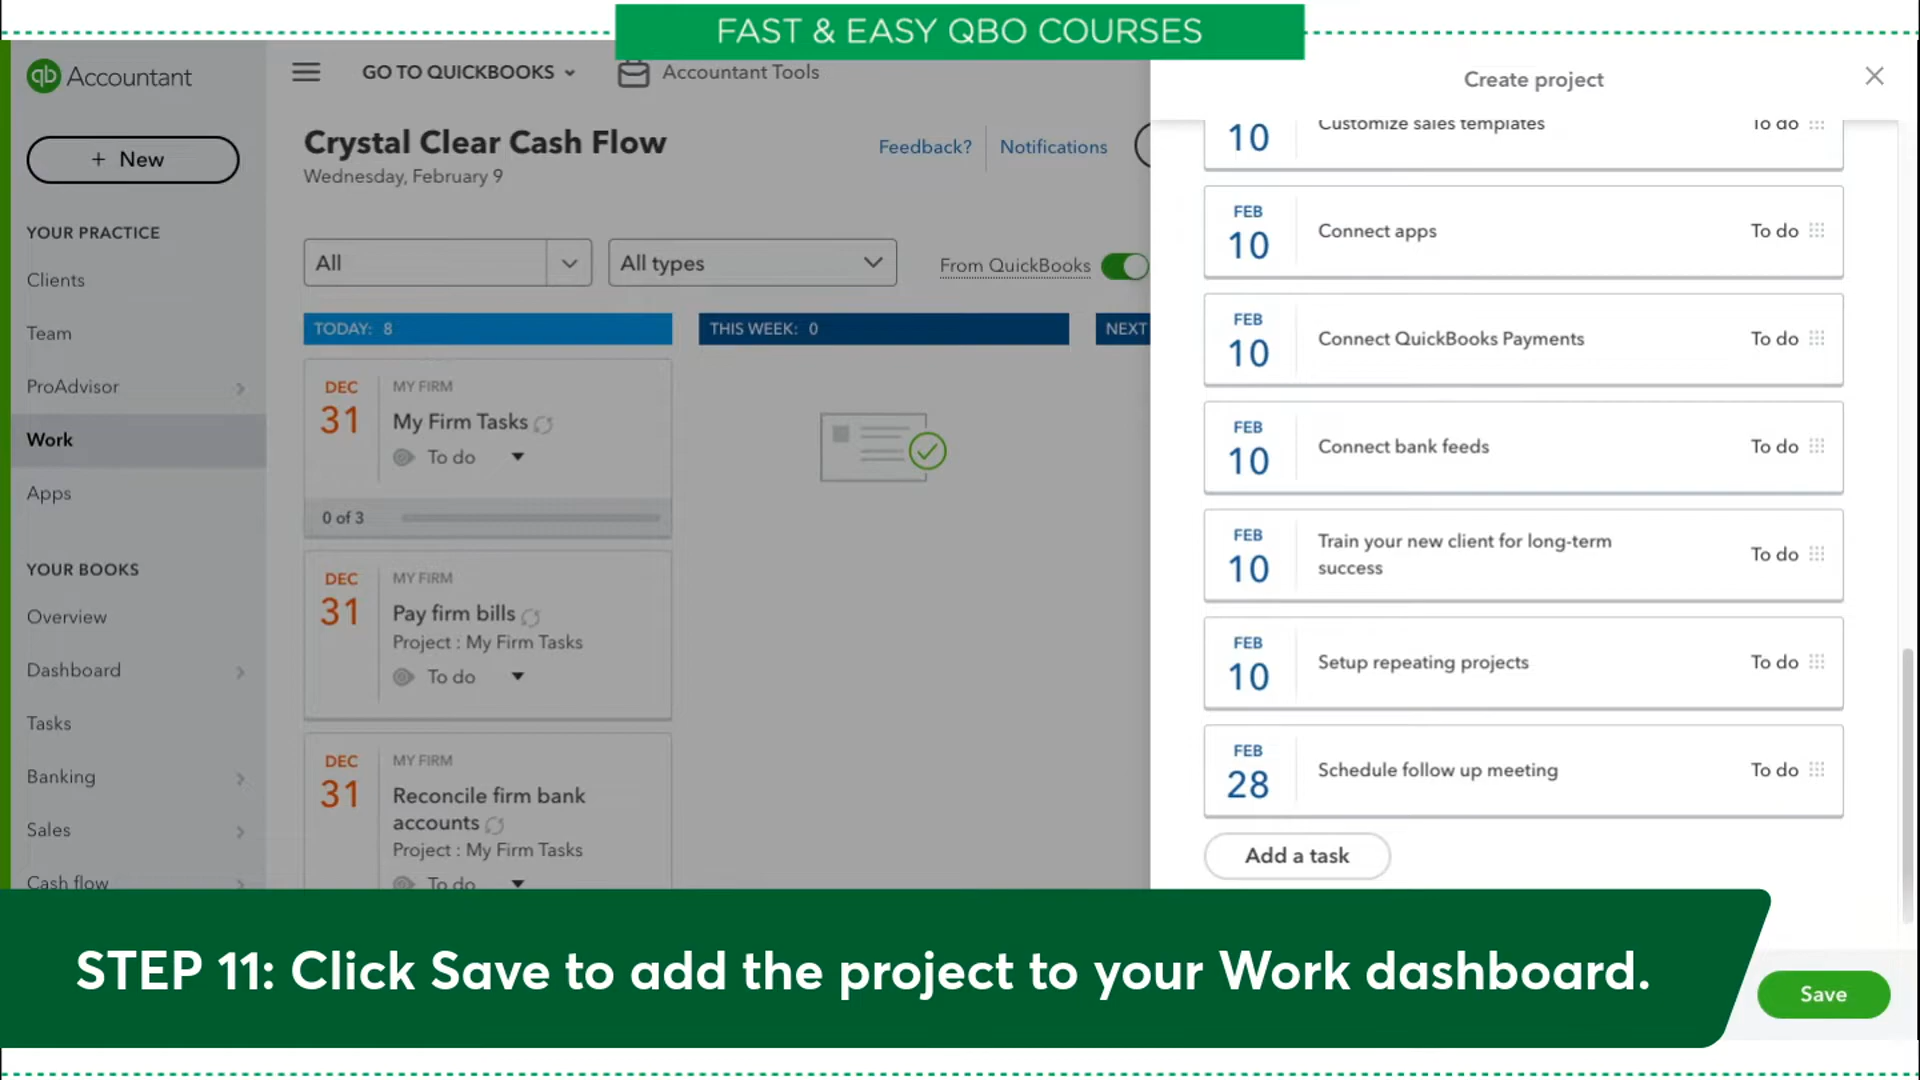 FAST & EASY QBO COURSES
qb Accountant
GO TO QUICKBOOKS
Accountant Tools
Create project
+ New
Crystal Clear Cash Flow
Wednesday, February 9
Feedback?
Notifications
YOUR PRACTICE
Clients
Team
ProAdvisor
Work
Apps
YOUR BOOKS
Overview
Dashboard
Tasks
Banking
Sales
Cash flow
All
All types
From QuickBooks
TODAY: 8
THIS WEEK: 0
NEXT
DEC
31
MY FIRM
My Firm Tasks
To do
0 of 3
DEC
31
MY FIRM
Pay firm bills
Project : My Firm Tasks
To do
DEC
31
MY FIRM
Reconcile firm bank
accounts
Project : My Firm Tasks
To do
10
Customize sales templates
To do
FEB
10
Connect apps
To do
FEB
10
Connect QuickBooks Payments
To do
FEB
10
Connect bank feeds
To do
FEB
10
Train your new client for long-term
success
To do
FEB
10
Setup repeating projects
To do
FEB
28
Schedule follow up meeting
To do
Add a task
STEP 11: Click Save to add the project to your Work dashboard.
Save